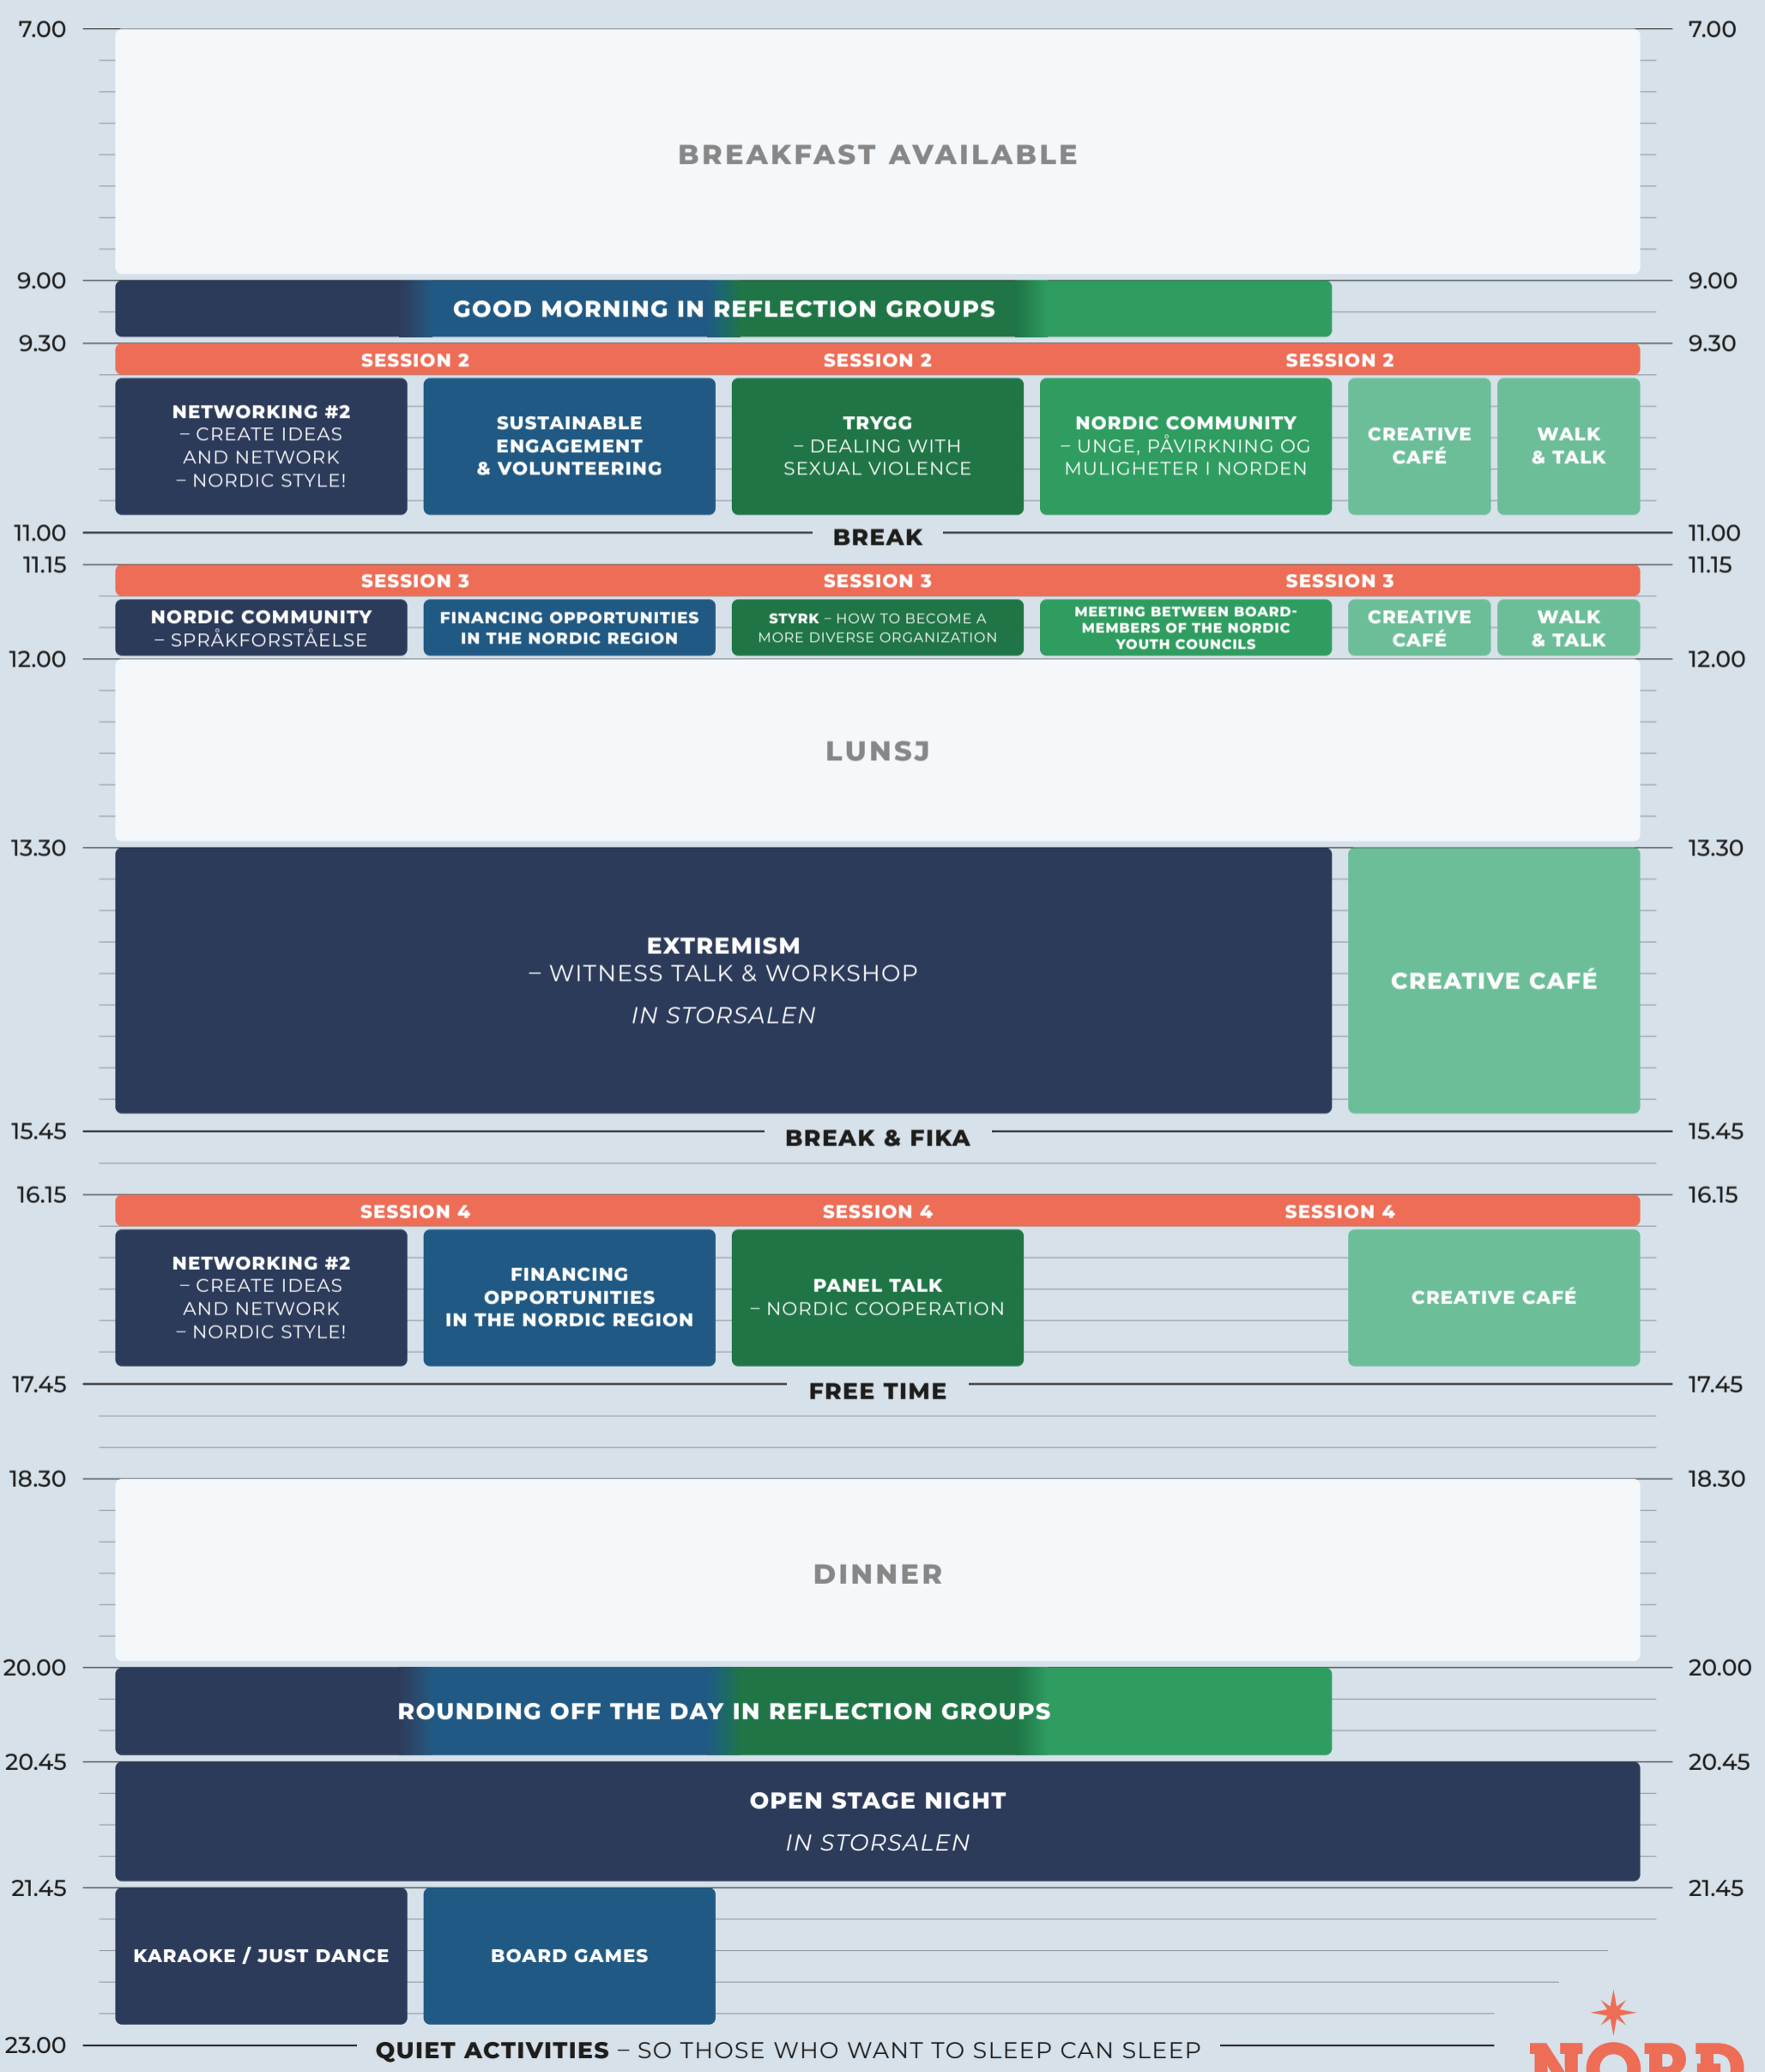 7.00 7.00
BREAKFAST AVAILABLE
9.00 9.00
GOOD MORNING IN REFLECTION GROUPS
9.30 9.30
SESSION 2 SESSION 2 SESSION 2
NETWORKING #2
– CREATE IDEAS
AND NETWORK
– NORDIC STYLE!
SUSTAINABLE
ENGAGEMENT
& VOLUNTEERING
TRYGG
– DEALING WITH
SEXUAL VIOLENCE
NORDIC COMMUNITY
– UNGE, PÅVIRKNING OG
MULIGHETER I NORDEN
CREATIVE
CAFÉ
WALK
& TALK
11.00 BREAK 11.00
11.15 11.15
SESSION 3 SESSION 3 SESSION 3
NORDIC COMMUNITY
– SPRÅKFORSTÅELSE
FINANCING OPPORTUNITIES
IN THE NORDIC REGION
STYRK – HOW TO BECOME A
MORE DIVERSE ORGANIZATION
MEETING BETWEEN BOARD-
MEMBERS OF THE NORDIC
YOUTH COUNCILS
CREATIVE
CAFÉ
WALK
& TALK
12.00 12.00
LUNSJ
13.30 13.30
EXTREMISM
– WITNESS TALK & WORKSHOP
IN STORSALEN
CREATIVE CAFÉ
15.45 BREAK & FIKA 15.45
16.15 16.15
SESSION 4 SESSION 4 SESSION 4
NETWORKING #2
– CREATE IDEAS
AND NETWORK
– NORDIC STYLE!
FINANCING
OPPORTUNITIES
IN THE NORDIC REGION
PANEL TALK
– NORDIC COOPERATION
CREATIVE CAFÉ
17.45 FREE TIME 17.45
18.30 18.30
DINNER
20.00 20.00
ROUNDING OFF THE DAY IN REFLECTION GROUPS
20.45 20.45
OPEN STAGE NIGHT
IN STORSALEN
21.45 21.45
KARAOKE / JUST DANCE
BOARD GAMES
23.00 QUIET ACTIVITIES – SO THOSE WHO WANT TO SLEEP CAN SLEEP